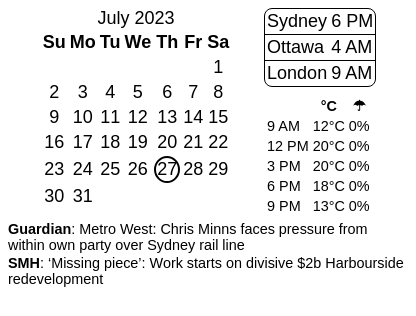 July 2023
Su Mo Tu We Th Fr Sa
1
2 3 4 5 6 7 8
9 10 11 12 13 14 15
16 17 18 19 20 21 22
23 24 25 26 27 28 29
30 31
Sydney 6 PM
Ottawa 4 AM
London 9 AM
°C ☂
9 AM 12°C 0%
12 PM 20°C 0%
3 PM 20°C 0%
6 PM 18°C 0%
9 PM 13°C 0%
Guardian: Metro West: Chris Minns faces pressure from
within own party over Sydney rail line
SMH: ‘Missing piece’: Work starts on divisive $2b Harbourside
redevelopment